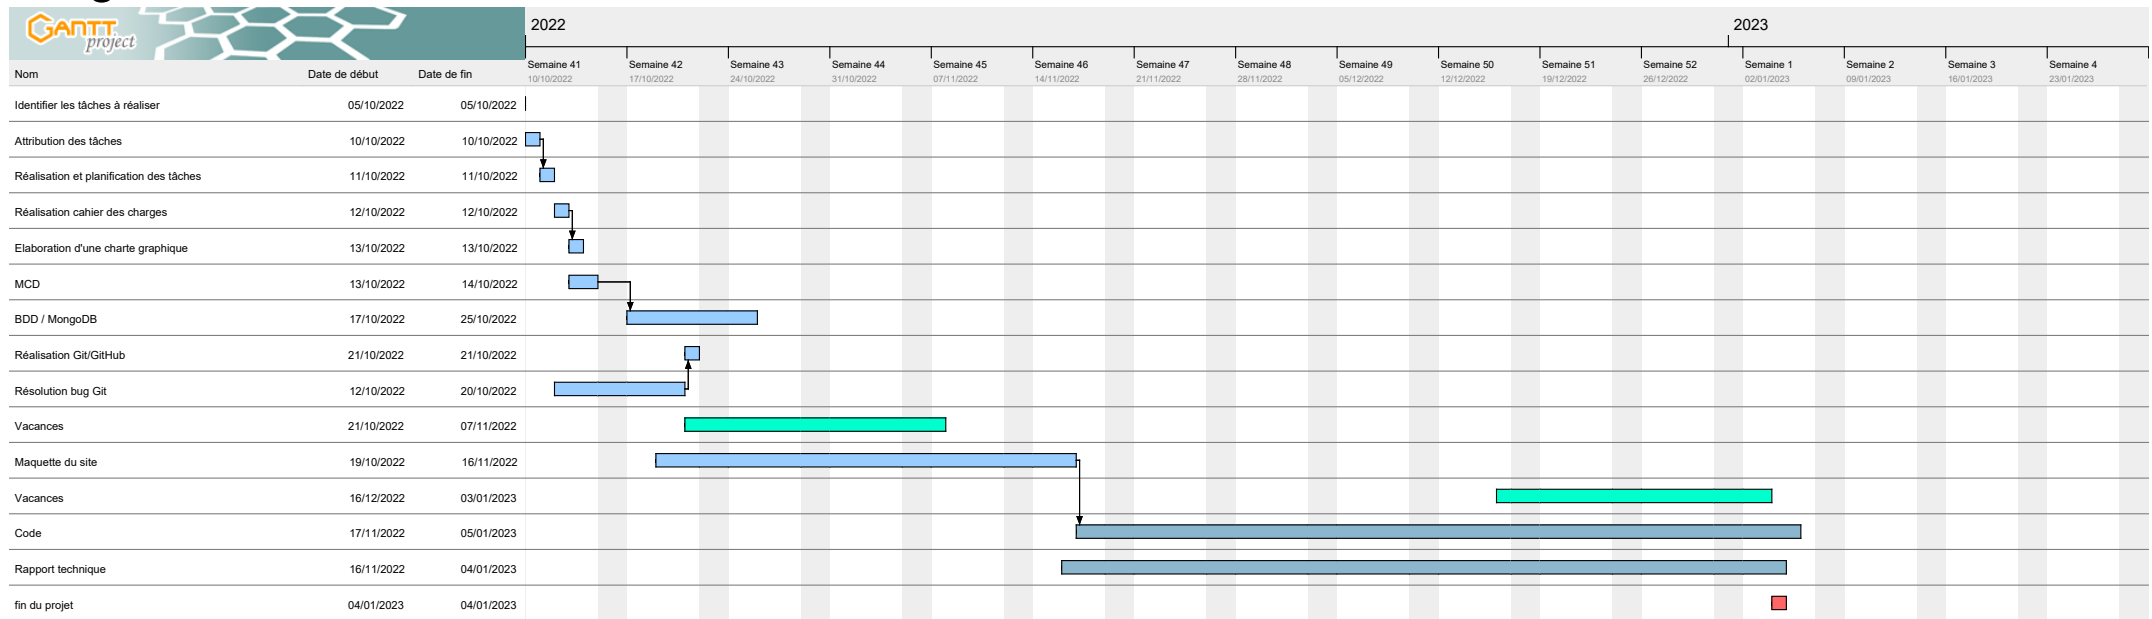 GANTT
project
2022
2023
Nom Date de début Date de fin
Semaine 41 Semaine 42 Semaine 43 Semaine 44 Semaine 45 Semaine 46 Semaine 47 Semaine 48 Semaine 49 Semaine 50 Semaine 51 Semaine 52 Semaine 1 Semaine 2 Semaine 3 Semaine 4
10/10/2022 17/10/2022 24/10/2022 31/10/2022 07/11/2022 14/11/2022 21/11/2022 28/11/2022 05/12/2022 12/12/2022 19/12/2022 26/12/2022 02/01/2023 09/01/2023 16/01/2023 23/01/2023
Identifier les tâches à réaliser 05/10/2022 05/10/2022
Attribution des tâches 10/10/2022 10/10/2022
Réalisation et planification des tâches 11/10/2022 11/10/2022
Réalisation cahier des charges 12/10/2022 12/10/2022
Elaboration d'une charte graphique 13/10/2022 13/10/2022
MCD 13/10/2022 14/10/2022
BDD / MongoDB 17/10/2022 25/10/2022
Réalisation Git/GitHub 21/10/2022 21/10/2022
Résolution bug Git 12/10/2022 20/10/2022
Vacances 21/10/2022 07/11/2022
Maquette du site 19/10/2022 16/11/2022
Vacances 16/12/2022 03/01/2023
Code 17/11/2022 05/01/2023
Rapport technique 16/11/2022 04/01/2023
fin du projet 04/01/2023 04/01/2023